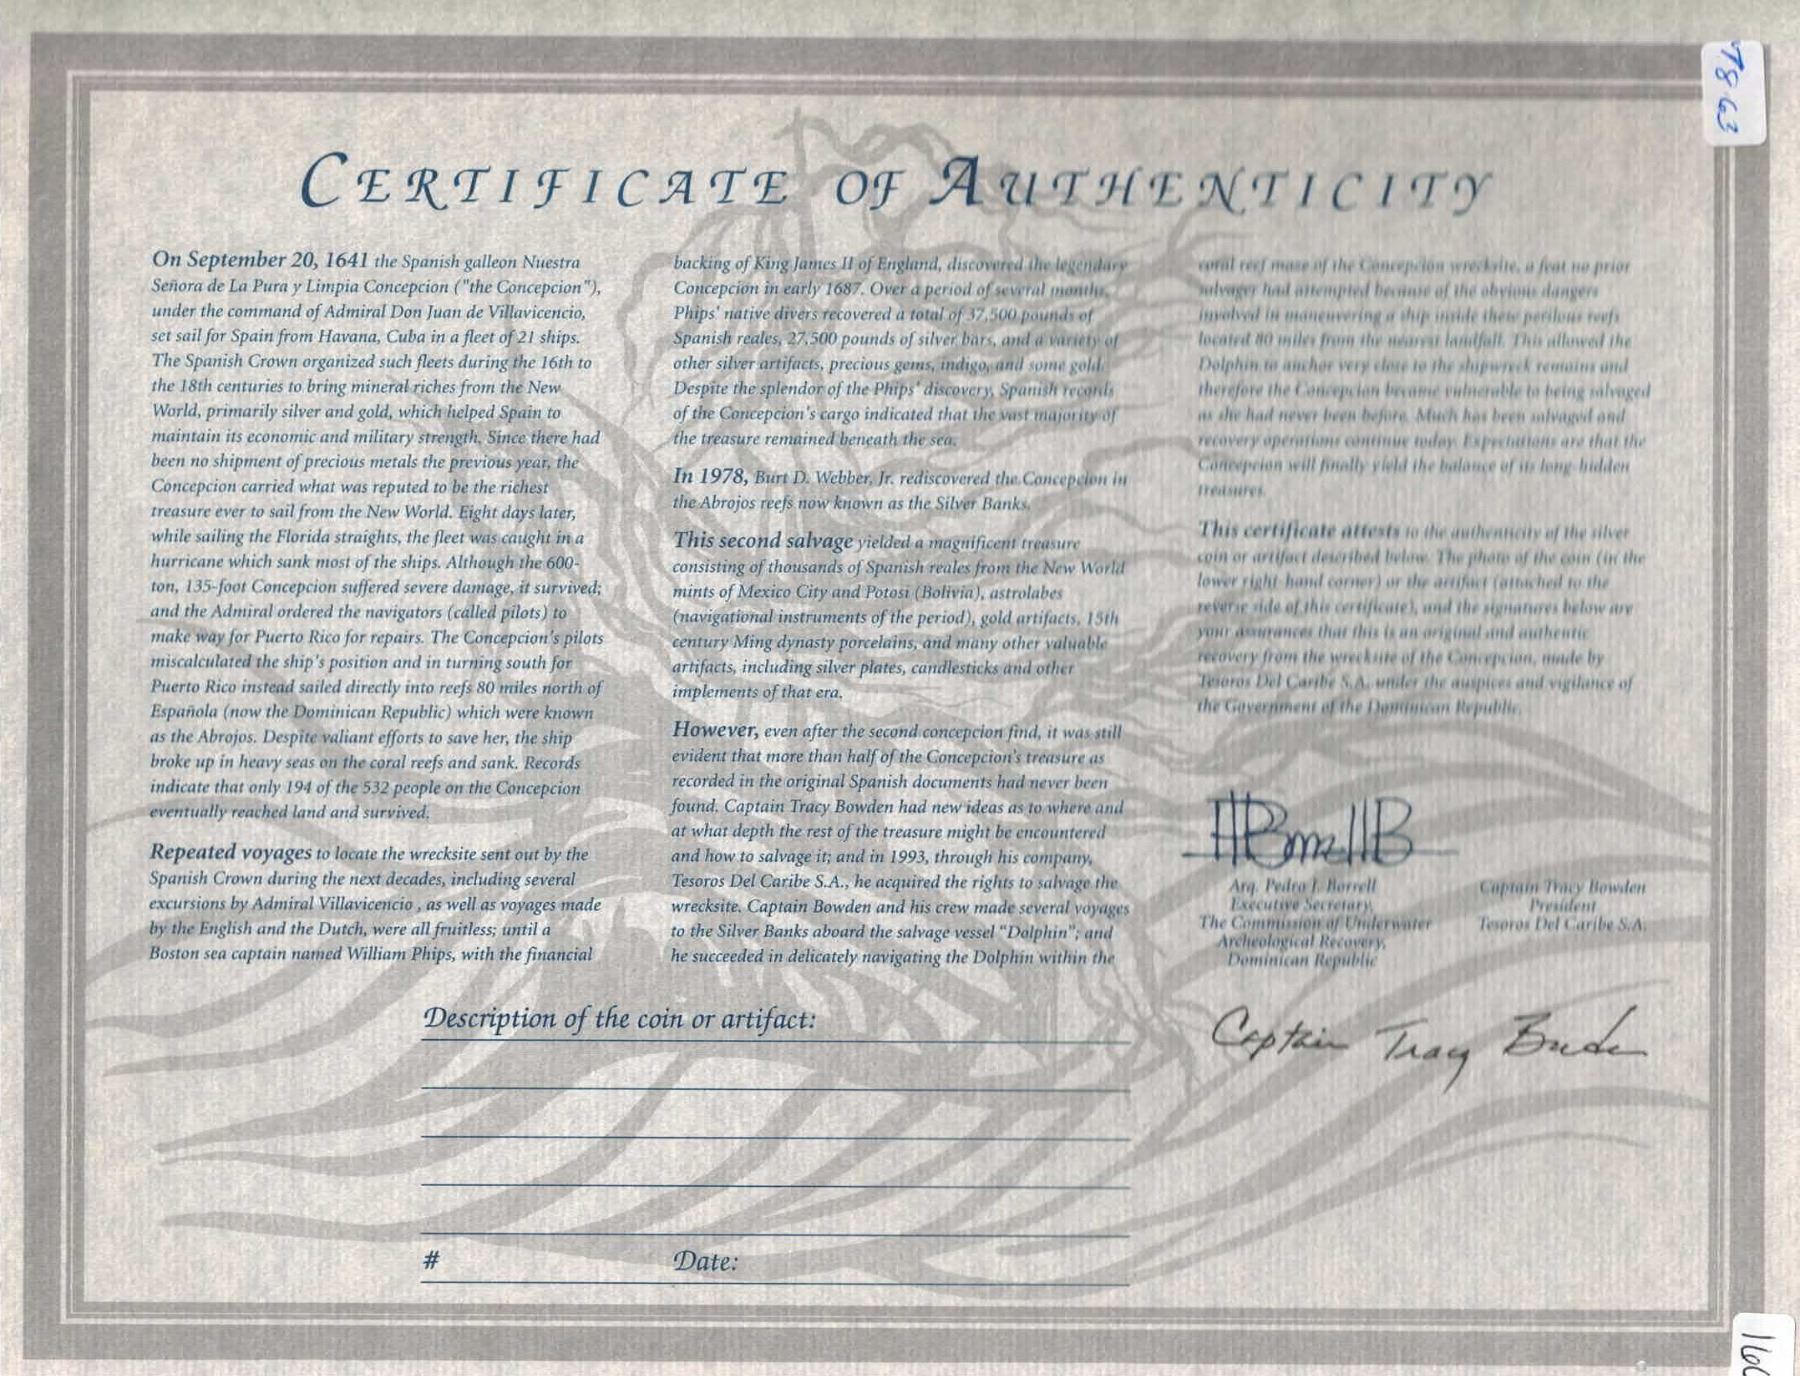 CERTIFICATE OF AUTHENTICITY
On September 20, 1641 the Spanish galleon Nuestra
Señora de La Pura y Limpia Concepcion ("the Concepcion"),
under the command of Admiral Don Juan de Villavicencio,
set sail for Spain from Havana, Cuba in a fleet of 21 ships.
The Spanish Crown organized such fleets during the 16th to
the 18th centuries to bring mineral riches from the New
World, primarily silver and gold, which helped Spain to
maintain its economic and military strength. Since there had
been no shipment of precious metals the previous year, the
Concepcion carried what was reputed to be the richest
treasure ever to sail from the New World. Eight days later,
while sailing the Florida straights, the fleet was caught in a
hurricane which sank most of the ships. Although the 600-
ton, 135-foot Concepcion suffered severe damage, it survived;
and the Admiral ordered the navigators (called pilots) to
make way for Puerto Rico for repairs. The Concepcion's pilots
miscalculated the ship's position and in turning south for
Puerto Rico instead sailed directly into reefs 80 miles north of
Española (now the Dominican Republic) which were known
as the Abrojos. Despite valiant efforts to save her, the ship
broke up in heavy seas on the coral reefs and sank. Records
indicate that only 194 of the 532 people on the Concepcion
eventually reached land and survived.
Repeated voyages to locate the wrecksite sent out by the
Spanish Crown during the next decades, including several
excursions by Admiral Villavicencio , as well as voyages made
by the English and the Dutch, were all fruitless; until a
Boston sea captain named William Phips, with the financial
backing of King James II of England, discovered the legendary
Concepcion in early 1687. Over a period of several months,
Phips' native divers recovered a total of 37,500 pounds of
Spanish reales, 27,500 pounds of silver bars, and a variety of
other silver artifacts, precious gems, indigo, and some gold.
Despite the splendor of the Phips' discovery, Spanish records
of the Concepcion's cargo indicated that the vast majority of
the treasure remained beneath the sea.
In 1978, Burt D. Webber, Jr. rediscovered the Concepcion in
the Abrojos reefs now known as the Silver Banks.
This second salvage yielded a magnificent treasure
consisting of thousands of Spanish reales from the New World
mints of Mexico City and Potosi (Bolivia), astrolabes
(navigational instruments of the period), gold artifacts, 15th
century Ming dynasty porcelains, and many other valuable
artifacts, including silver plates, candlesticks and other
implements of that era.
However, even after the second concepcion find, it was still
evident that more than half of the Concepcion's treasure as
recorded in the original Spanish documents had never been
found. Captain Tracy Bowden had new ideas as to where and
at what depth the rest of the treasure might be encountered
and how to salvage it; and in 1993, through his company,
Tesoros Del Caribe S.A., he acquired the rights to salvage the
wrecksite. Captain Bowden and his crew made several voyages
to the Silver Banks aboard the salvage vessel "Dolphin"; and
he succeeded in delicately navigating the Dolphin within the
coral reef maze of the Concepcion wrecksite, a feat no prior
salvager had attempted because of the obvious dangers
involved in maneuvering a ship inside these perilous reefs
located 80 miles from the nearest landfall. This allowed the
Dolphin to anchor very close to the shipwreck remains and
therefore the Concepcion became vulnerable to being salvaged
as she had never been before. Much has been salvaged and
recovery operations continue today. Expectations are that the
Concepcion will finally yield the balance of its long-hidden
treasures.
This certificate attests to the authenticity of the silver
coin or artifact described below. The photo of the coin (in the
lower right hand corner) or the artifact (attached to the
reverse side of this certificate), and the signatures below are
your assurances that this is an original and authentic
recovery from the wrecksite of the Concepcion, made by
Tesoros Del Caribe S.A. under the auspices and vigilance of
the Government of the Dominican Republic.
Arq. Pedro J. Borrell
Executive Secretary,
The Commission of Underwater
Archeological Recovery,
Dominican Republic
Captain Tracy Bowden
President
Tesoros Del Caribe S.A.
Captain Tracy Bowden
Description of the coin or artifact:
# Date:
T8 63
166